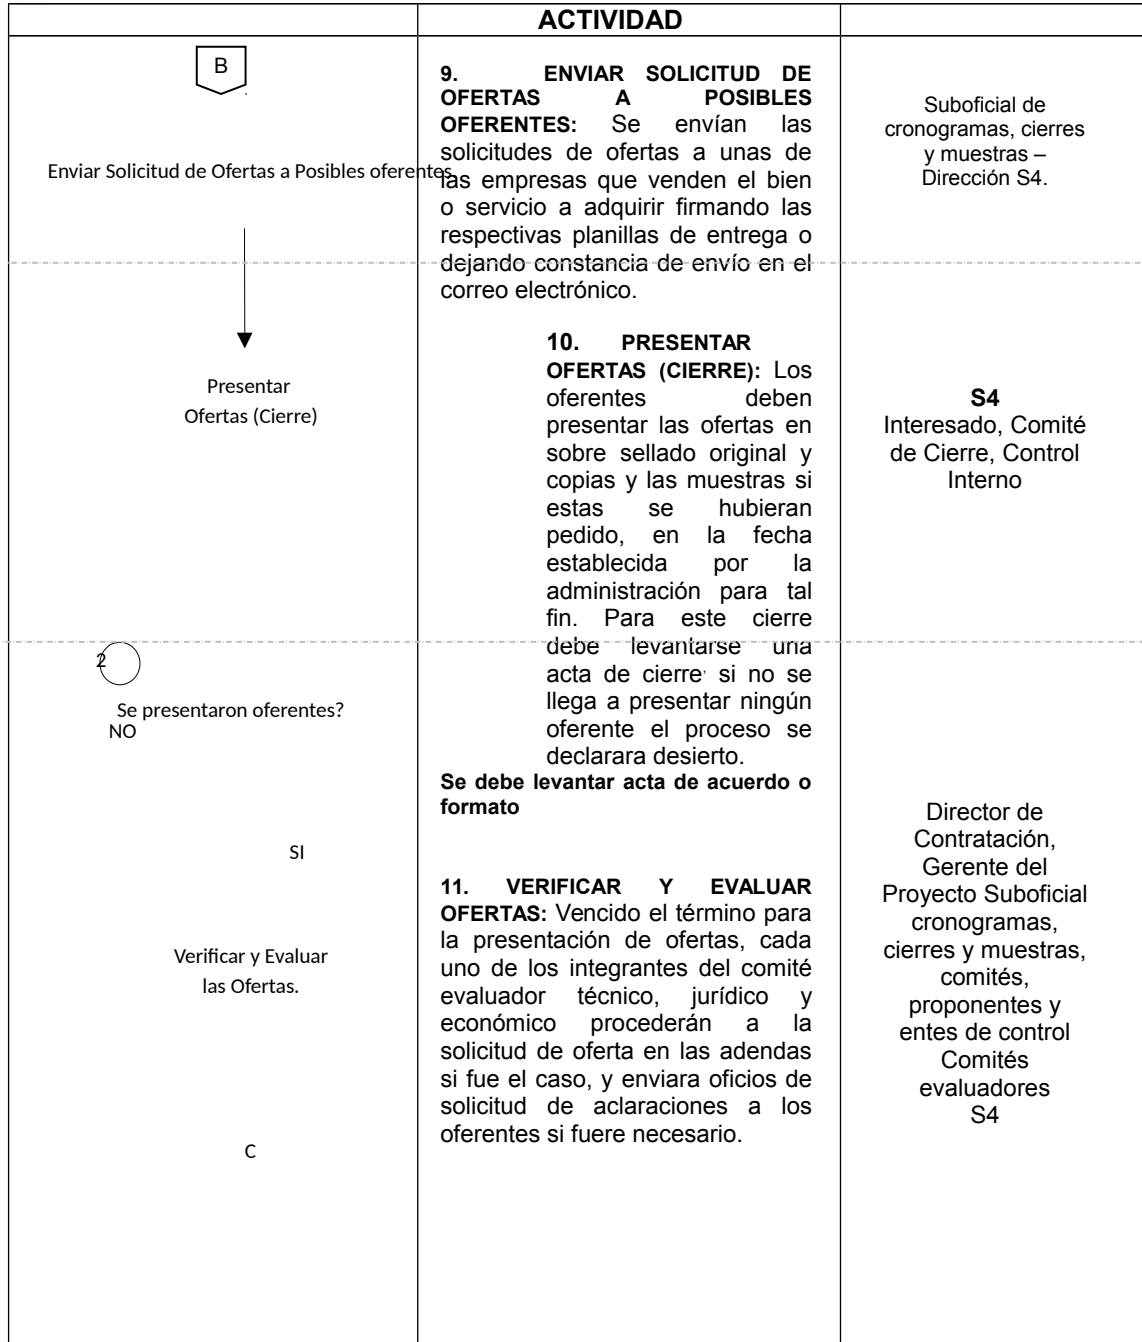 ACTIVIDAD
B
Enviar Solicitud de Ofertas a Posibles oferentes.
Presentar
Ofertas (Cierre)
2
Se presentaron oferentes?
NO
SI
Verificar y Evaluar
las Ofertas.
C
9. ENVIAR SOLICITUD DE
OFERTAS A POSIBLES
OFERENTES: Se envían las
solicitudes de ofertas a unas de
las empresas que venden el bien
o servicio a adquirir firmando las
respectivas planillas de entrega o
dejando constancia de envío en el
correo electrónico.
10. PRESENTAR
OFERTAS (CIERRE): Los
oferentes deben
presentar las ofertas en
sobre sellado original y
copias y las muestras si
estas se hubieran
pedido, en la fecha
establecida por la
administración para tal
fin. Para este cierre
debe levantarse una
acta de cierre, si no se
llega a presentar ningún
oferente el proceso se
declarara desierto.
Se debe levantar acta de acuerdo o
formato
11. VERIFICAR Y EVALUAR
OFERTAS: Vencido el término para
la presentación de ofertas, cada
uno de los integrantes del comité
evaluador técnico, jurídico y
económico procederán a la
solicitud de oferta en las adendas
si fue el caso, y enviara oficios de
solicitud de aclaraciones a los
oferentes si fuere necesario.
Suboficial de
cronogramas, cierres
y muestras –
Dirección S4.
S4
Interesado, Comité
de Cierre, Control
Interno
Director de
Contratación,
Gerente del
Proyecto Suboficial
cronogramas,
cierres y muestras,
comités,
proponentes y
entes de control
Comités
evaluadores
S4